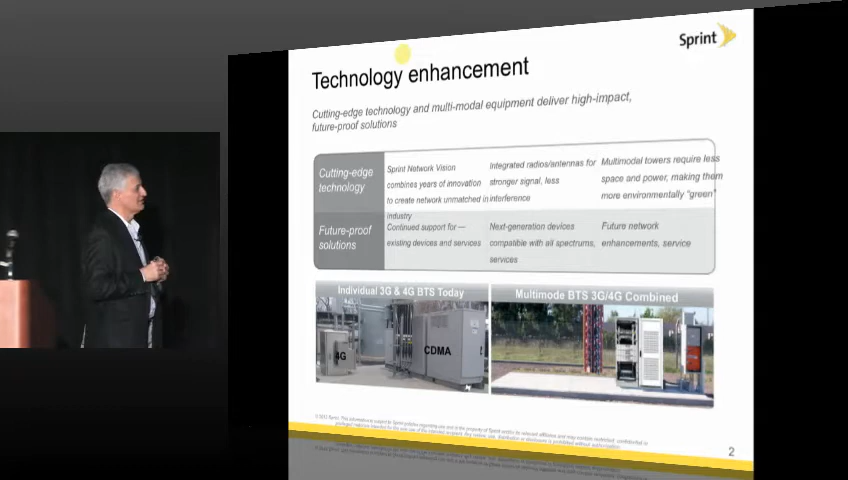 Sprint
Technology enhancement
Cutting-edge technology and multi-modal equipment deliver high-impact,
future-proof solutions
Cutting-edge
technology
Sprint Network Vision
combines years of innovation
to create network unmatched in
industry
Integrated radios/antennas for
stronger signal, less
interference
Multimodal towers require less
space and power, making them
more environmentally "green"
Future-proof
solutions
Continued support for —
existing devices and services
Next-generation devices
compatible with all spectrums,
services
Future network
enhancements, service
Individual 3G & 4G BTS Today
Multimode BTS 3G/4G Combined
4G
CDMA
2